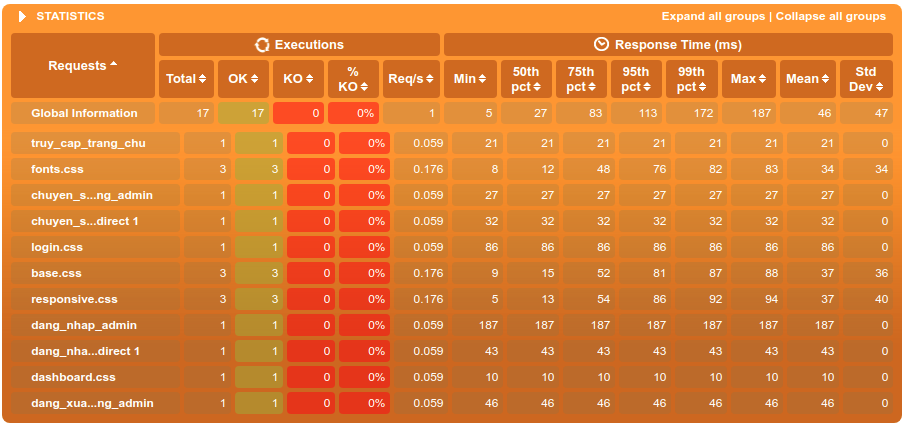 STATISTICS Expand all groups | Collapse all groups
Requests Executions Response Time (ms)
Total OK KO % KO Req/s Min 50th pct 75th pct 95th pct 99th pct Max Mean Std Dev
Global Information 17 17 0 0% 1 5 27 83 113 172 187 46 47
truy_cap_trang_chu 1 1 0 0% 0.059 21 21 21 21 21 21 21 0
fonts.css 3 3 0 0% 0.176 8 12 48 76 82 83 34 34
chuyen_s...ng_admin 1 1 0 0% 0.059 27 27 27 27 27 27 27 0
chuyen_s...direct 1 1 1 0 0% 0.059 32 32 32 32 32 32 32 0
login.css 1 1 0 0% 0.059 86 86 86 86 86 86 86 0
base.css 3 3 0 0% 0.176 9 15 52 81 87 88 37 36
responsive.css 3 3 0 0% 0.176 5 13 54 86 92 94 37 40
dang_nhap_admin 1 1 0 0% 0.059 187 187 187 187 187 187 187 0
dang_nha...direct 1 1 1 0 0% 0.059 43 43 43 43 43 43 43 0
dashboard.css 1 1 0 0% 0.059 10 10 10 10 10 10 10 0
dang_xua...ng_admin 1 1 0 0% 0.059 46 46 46 46 46 46 46 0